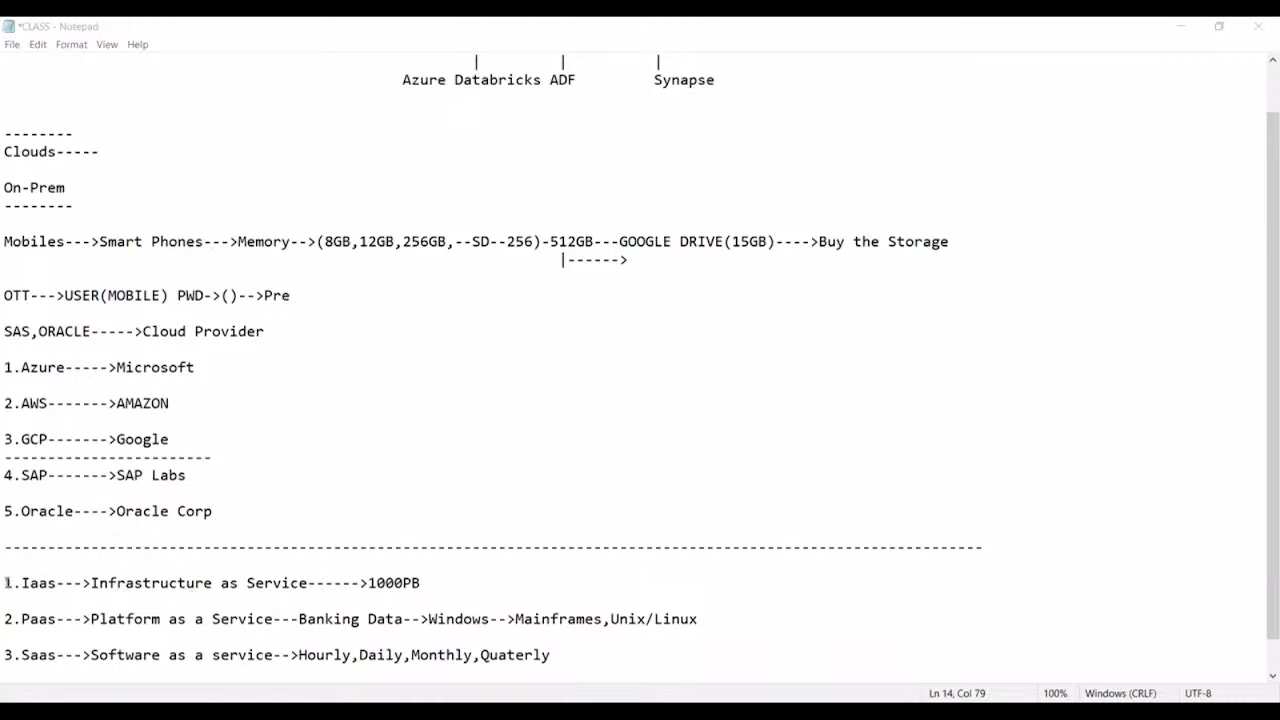 *CLASS - Notepad
File Edit Format View Help
| | |
Azure Databricks ADF Synapse
--------
Clouds-----
On-Prem
--------
Mobiles--->Smart Phones--->Memory-->(8GB,12GB,256GB,--SD--256)-512GB---GOOGLE DRIVE(15GB)---->Buy the Storage
|------>
OTT--->USER(MOBILE) PWD->()-->Pre
SAS,ORACLE----->Cloud Provider
1.Azure----->Microsoft
2.AWS------->AMAZON
3.GCP------->Google
------------------------
4.SAP------->SAP Labs
5.Oracle---->Oracle Corp
-----------------------------------------------------------------------------------------------------------------
1.Iaas--->Infrastructure as Service------>1000PB
2.Paas--->Platform as a Service---Banking Data-->Windows-->Mainframes,Unix/Linux
3.Saas--->Software as a service-->Hourly,Daily,Monthly,Quaterly
Ln 14, Col 79 100% Windows (CRLF) UTF-8